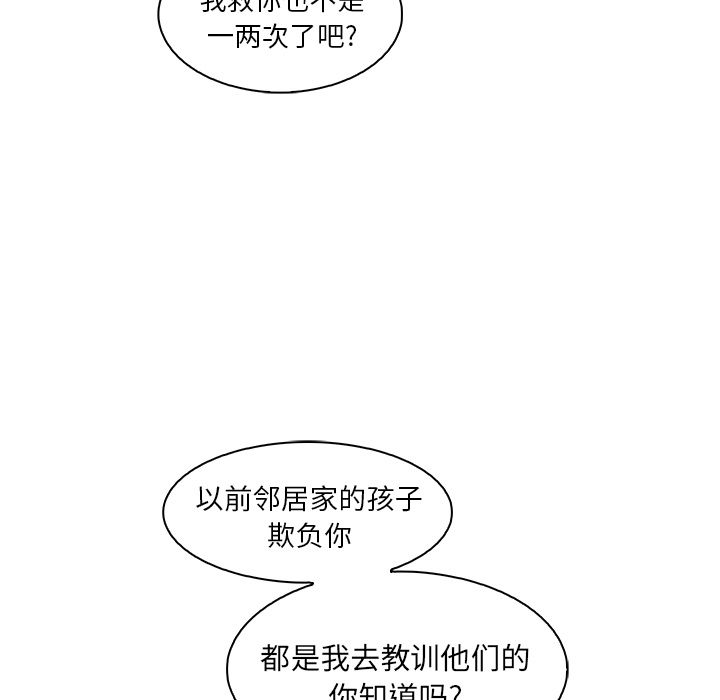 我救你也不是
一两次了吧?
以前邻居家的孩子
欺负你
都是我去教训他们的
你知道吗?